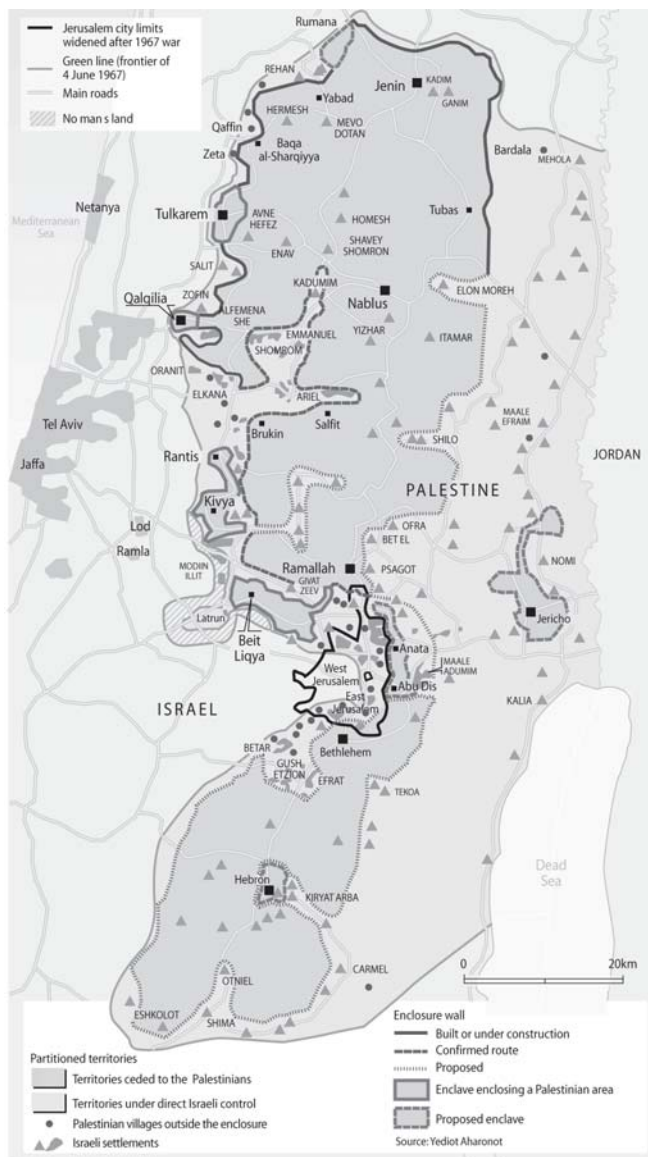 Jerusalem city limits
widened after 1967 war
Green line (frontier of
4 June 1967)
Main roads
No man s land
Rumana
REHAN
Jenin
KADIM
GANIM
Yabad
HERMESH
MEVO
DOTAN
Qaffin
Baqa
al-Sharqiyya
Zeta
Bardala
MEHOLA
Netanya
Mediterranean
Sea
Tulkarem
AVNE
HEFEZ
HOMESH
Tubas
ENAV
SHAVEY
SHOMRON
SALIT
KADUMIM
ELON MOREH
ZOFIN
Nablus
Qalqilia
ALFEMENA
SHE
EMMANUEL
YIZHAR
ITAMAR
SHOMROM
ORANIT
ELKANA
ARIEL
MAALE
EFRAIM
Tel Aviv
Brukin
Salfit
SHILO
Jaffa
Rantis
JORDAN
PALESTINE
Kivya
Lod
OFRA
Ramla
BET EL
NOMI
MODIIN
ILLIT
Ramallah
PSAGOT
GIVAT
ZEEV
Jericho
Latrun
Beit
Liqya
Anata
West
Jerusalem
MAALE
ADUMIM
East
Jerusalem
Abu Dis
KALIA
ISRAEL
BETAR
Bethlehem
GUSH
ETZION
EFRAT
TEKOA
Dead
Sea
Hebron
KIRYAT ARBA
CARMEL
0 20km
OTNIEL
ESHKOLOT
SHIMA
Partitioned territories
Territories ceded to the Palestinians
Territories under direct Israeli control
Palestinian villages outside the enclosure
Israeli settlements
Enclosure wall
Built or under construction
Confirmed route
Proposed
Enclave enclosing a Palestinian area
Proposed enclave
Source: Yediot Aharonot